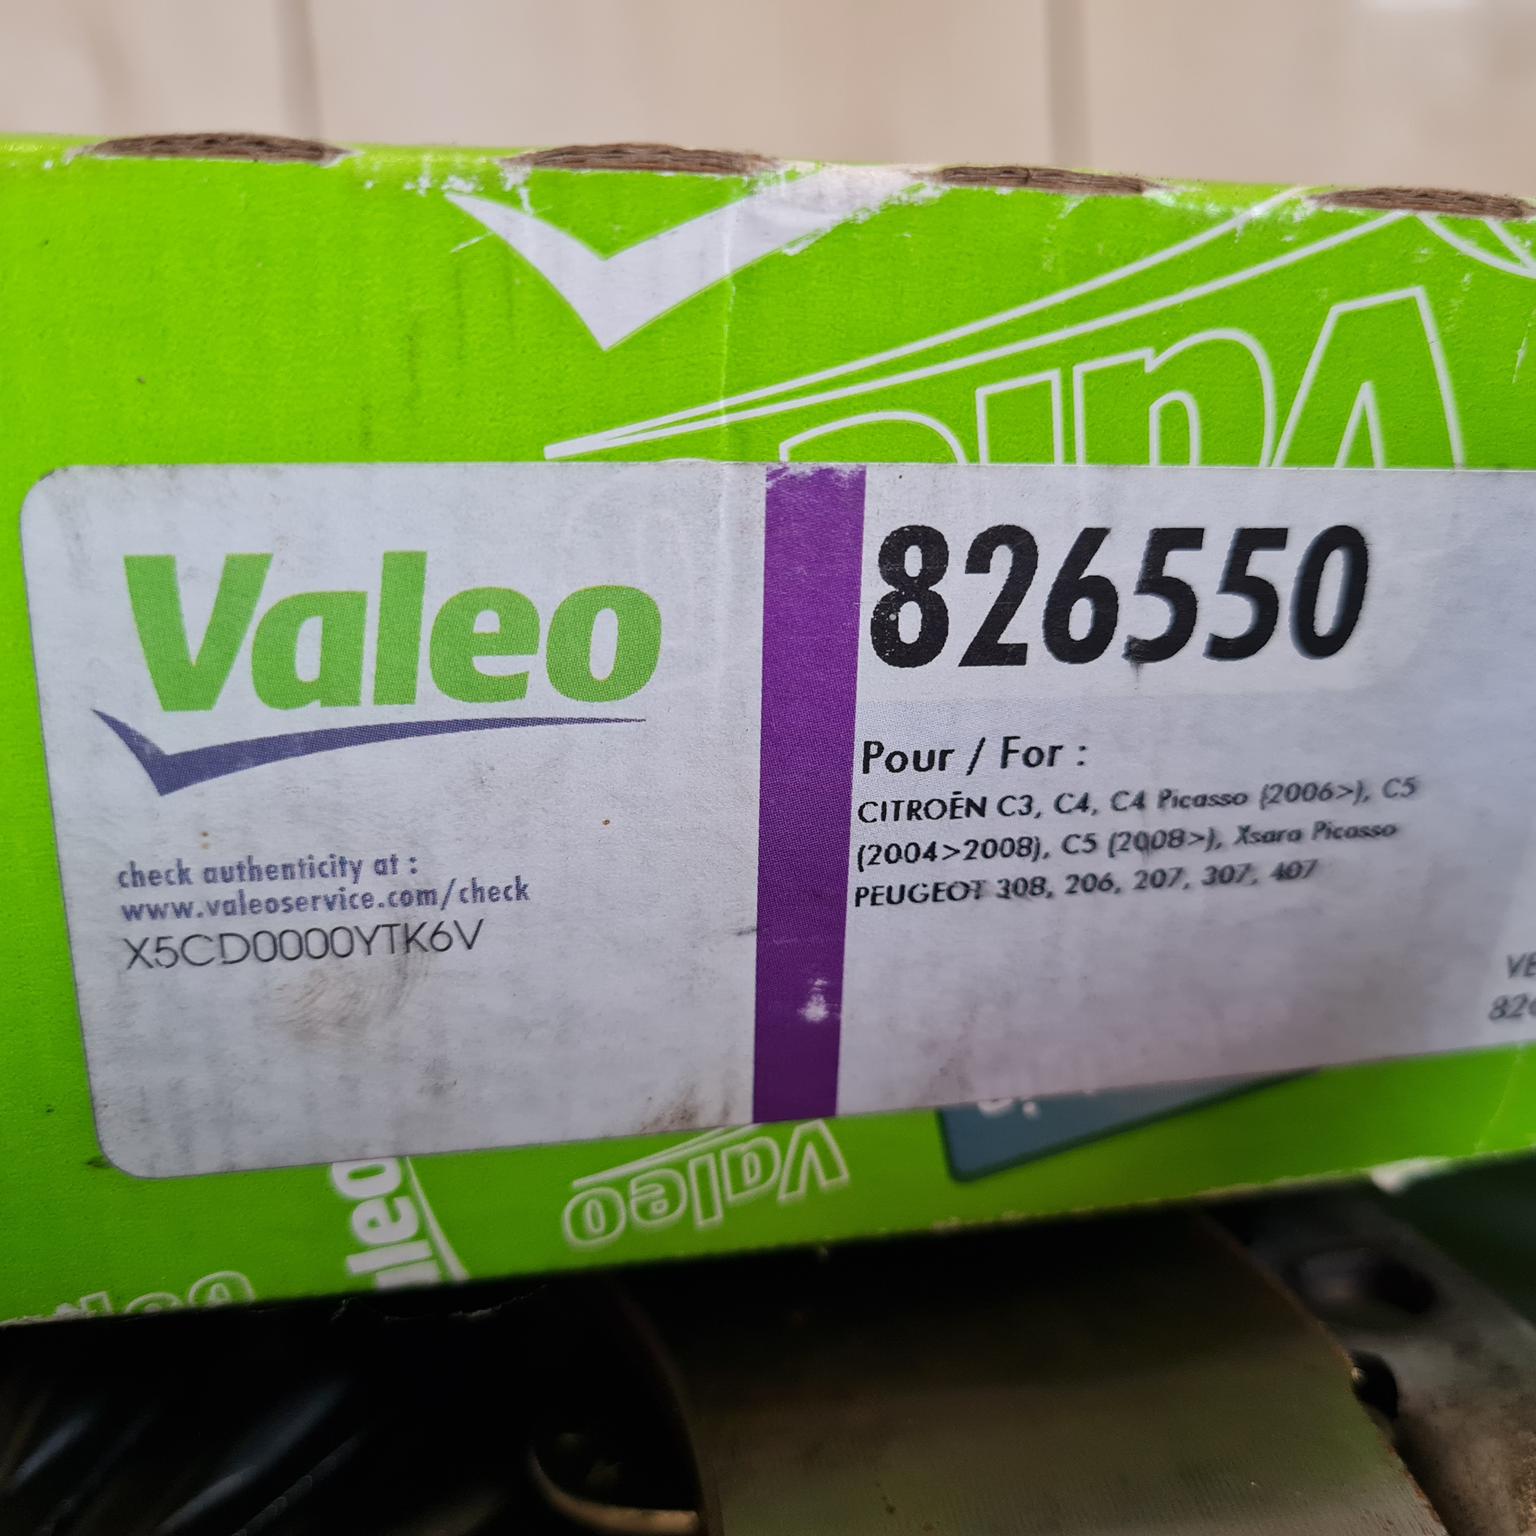 Valeo
826550
Pour / For :
CITROËN C3, C4, C4 Picasso (2006>), C5
(2004>2008), C5 (2008>), Xsara Picasso
PEUGEOT 308, 206, 207, 307, 407
check authenticity at :
www.valeoservice.com/check
X5CD0000YTK6V
Valeo